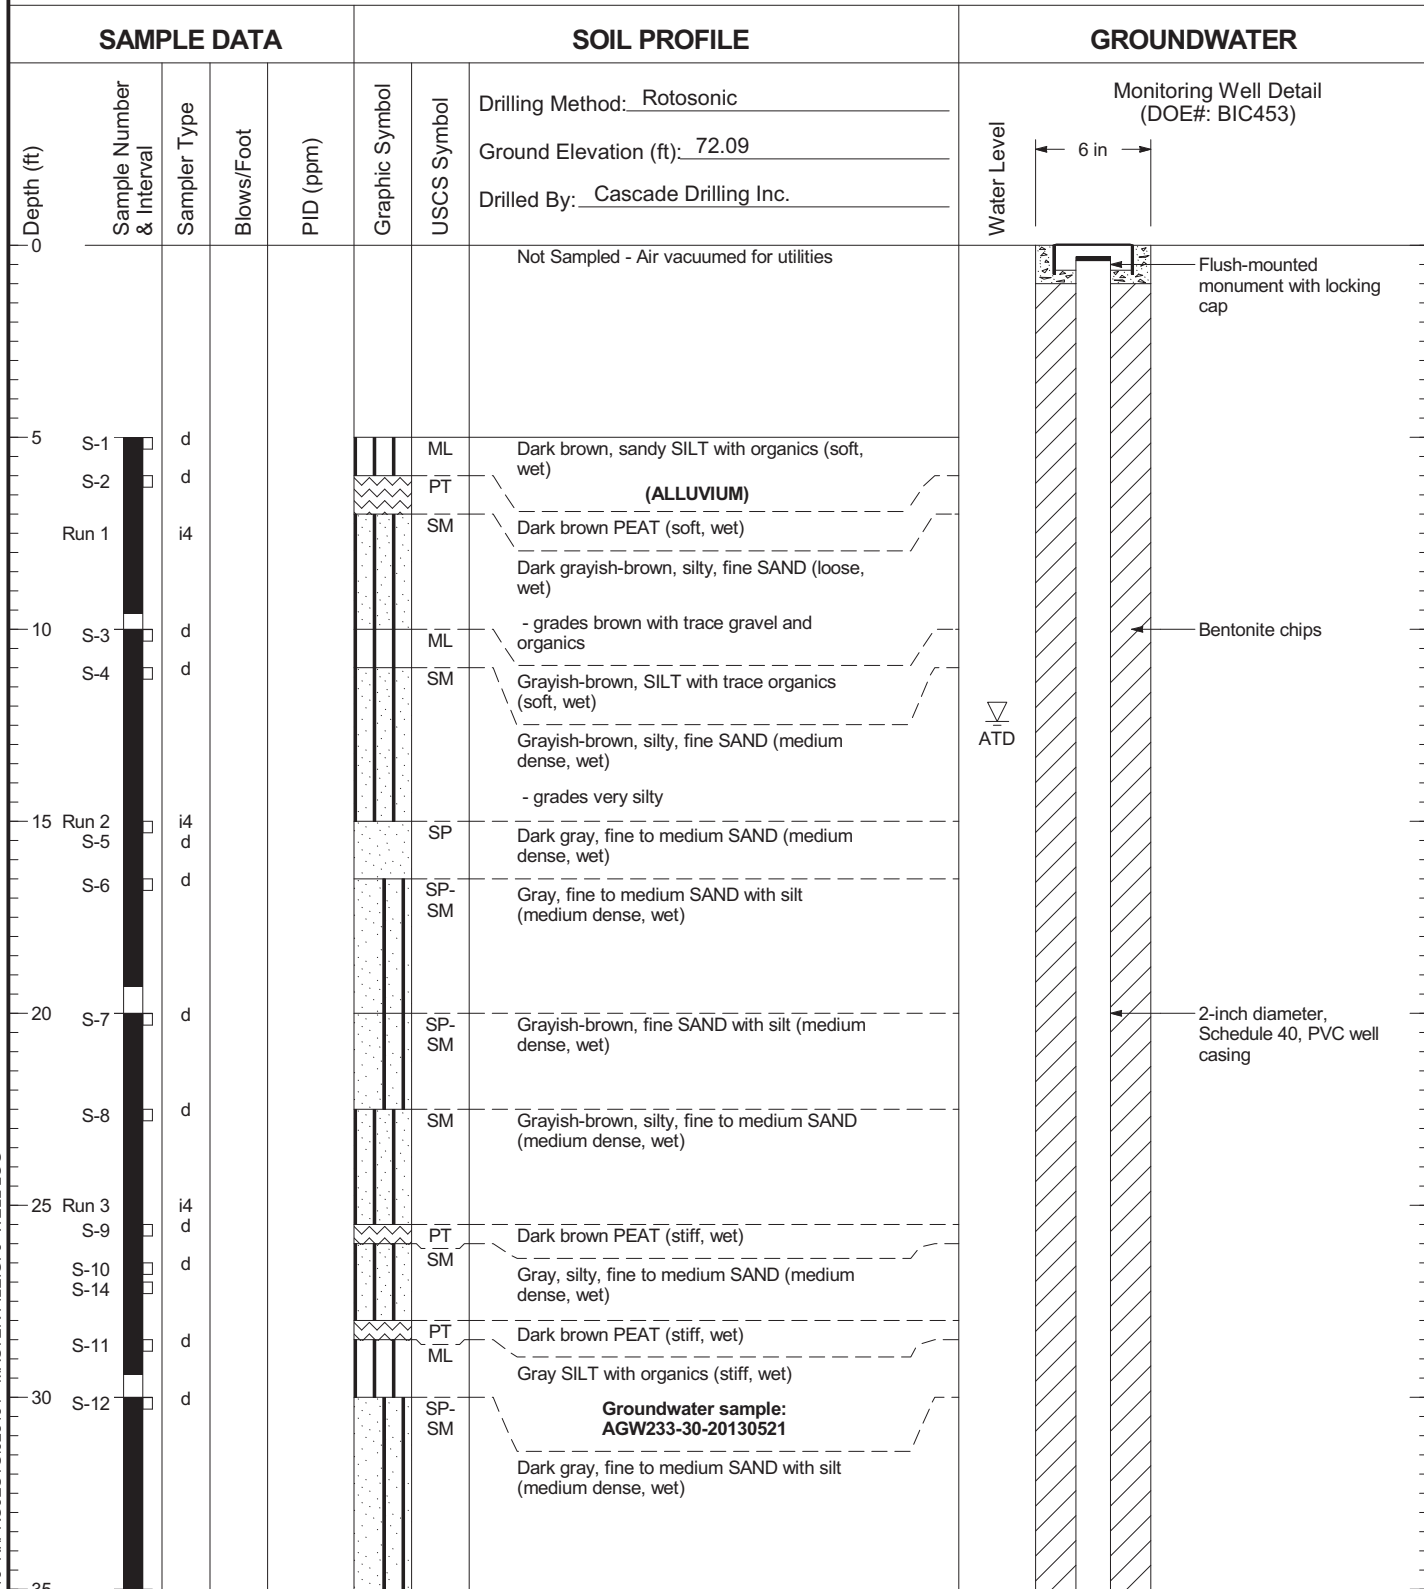 SAMPLE DATA
SOIL PROFILE
GROUNDWATER
Depth (ft)
Sample Number
& Interval
Sampler Type
Blows/Foot
PID (ppm)
Graphic Symbol
USCS Symbol
Drilling Method: Rotosonic
Ground Elevation (ft): 72.09
Drilled By: Cascade Drilling Inc.
Water Level
Monitoring Well Detail
(DOE#: BIC453)
6 in
0
Not Sampled - Air vacuumed for utilities
Flush-mounted
monument with locking
cap
5
S-1 d ML Dark brown, sandy SILT with organics (soft,
wet)
S-2 d PT (ALLUVIUM)
Run 1 i4 SM Dark brown PEAT (soft, wet)
Dark grayish-brown, silty, fine SAND (loose,
wet)
- grades brown with trace gravel and
organics
10 S-3 d ML
Bentonite chips
S-4 d SM Grayish-brown, SILT with trace organics
(soft, wet)
ATD
Grayish-brown, silty, fine SAND (medium
dense, wet)
- grades very silty
15 Run 2 i4
S-5 d SP Dark gray, fine to medium SAND (medium
dense, wet)
S-6 d SP-
SM
Gray, fine to medium SAND with silt
(medium dense, wet)
20 S-7 d SP-
SM
Grayish-brown, fine SAND with silt (medium
dense, wet)
2-inch diameter,
Schedule 40, PVC well
casing
S-8 d SM Grayish-brown, silty, fine to medium SAND
(medium dense, wet)
25 Run 3 i4
S-9 d PT Dark brown PEAT (stiff, wet)
S-10 d SM Gray, silty, fine to medium SAND (medium
dense, wet)
S-14
S-11 d PT Dark brown PEAT (stiff, wet)
ML Gray SILT with organics (stiff, wet)
30 S-12 d SP-
SM
Groundwater sample:
AGW233-30-20130521
Dark gray, fine to medium SAND with silt
(medium dense, wet)
35